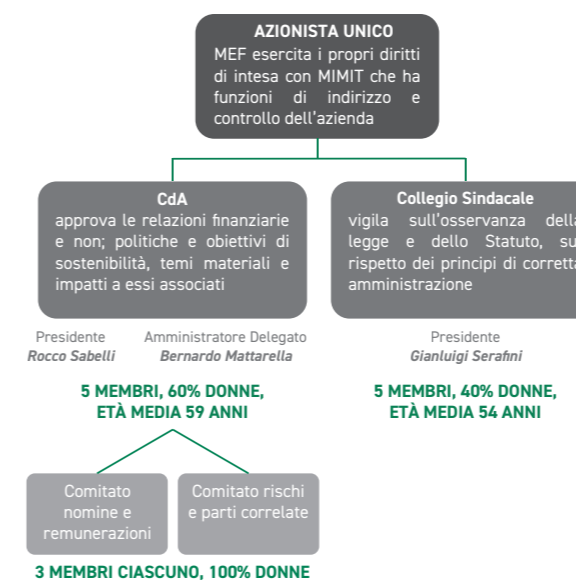 AZIONISTA UNICO
MEF esercita i propri diritti
di intesa con MIMIT che ha
funzioni di indirizzo e
controllo dell'azienda
CdA
approva le relazioni finanziarie
e non; politiche e obiettivi di
sostenibilità, temi materiali e
impatti a essi associati
Collegio Sindacale
vigila sull'osservanza della
legge e dello Statuto, sul
rispetto dei principi di corretta
amministrazione
Presidente
Rocco Sabelli
Amministratore Delegato
Bernardo Mattarella
Presidente
Gianluigi Serafini
5 MEMBRI, 60% DONNE,
ETÀ MEDIA 59 ANNI
5 MEMBRI, 40% DONNE,
ETÀ MEDIA 54 ANNI
Comitato
nomine e
remunerazioni
Comitato rischi
e parti correlate
3 MEMBRI CIASCUNO, 100% DONNE